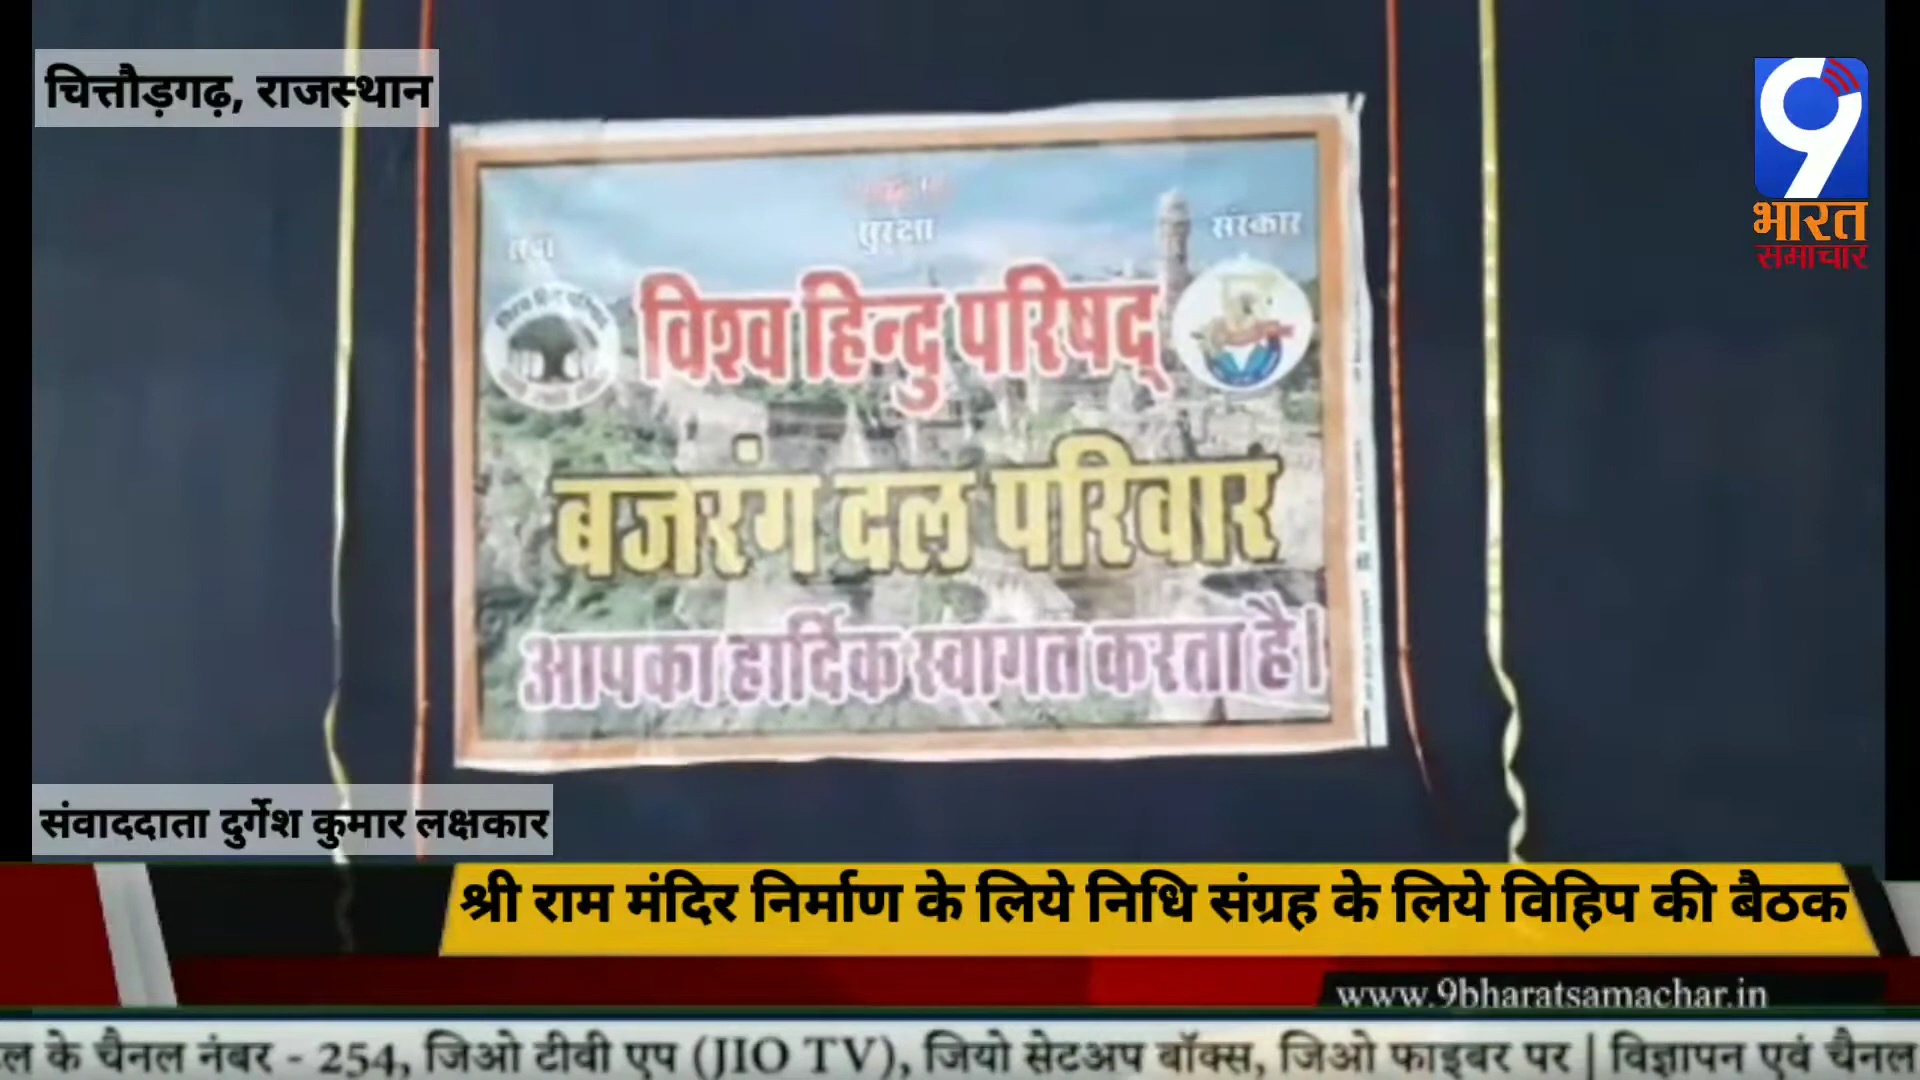 चित्तौड़गढ़, राजस्थान
9
भारत
समाचार
सुरक्षा
संस्कार
विश्व हिन्दु परिषद्
बजरंग दल परिवार
आपका हार्दिक स्वागत करता है।
संवाददाता दुर्गेश कुमार लक्षकार
श्री राम मंदिर निर्माण के लिये निधि संग्रह के लिये विहिप की बैठक
www.9bharatsamachar.in
ल के चैनल नंबर - 254, जिओ टीवी एप (JIO TV), जियो सेटअप बॉक्स, जिओ फाइबर पर | विज्ञापन एवं चैनल